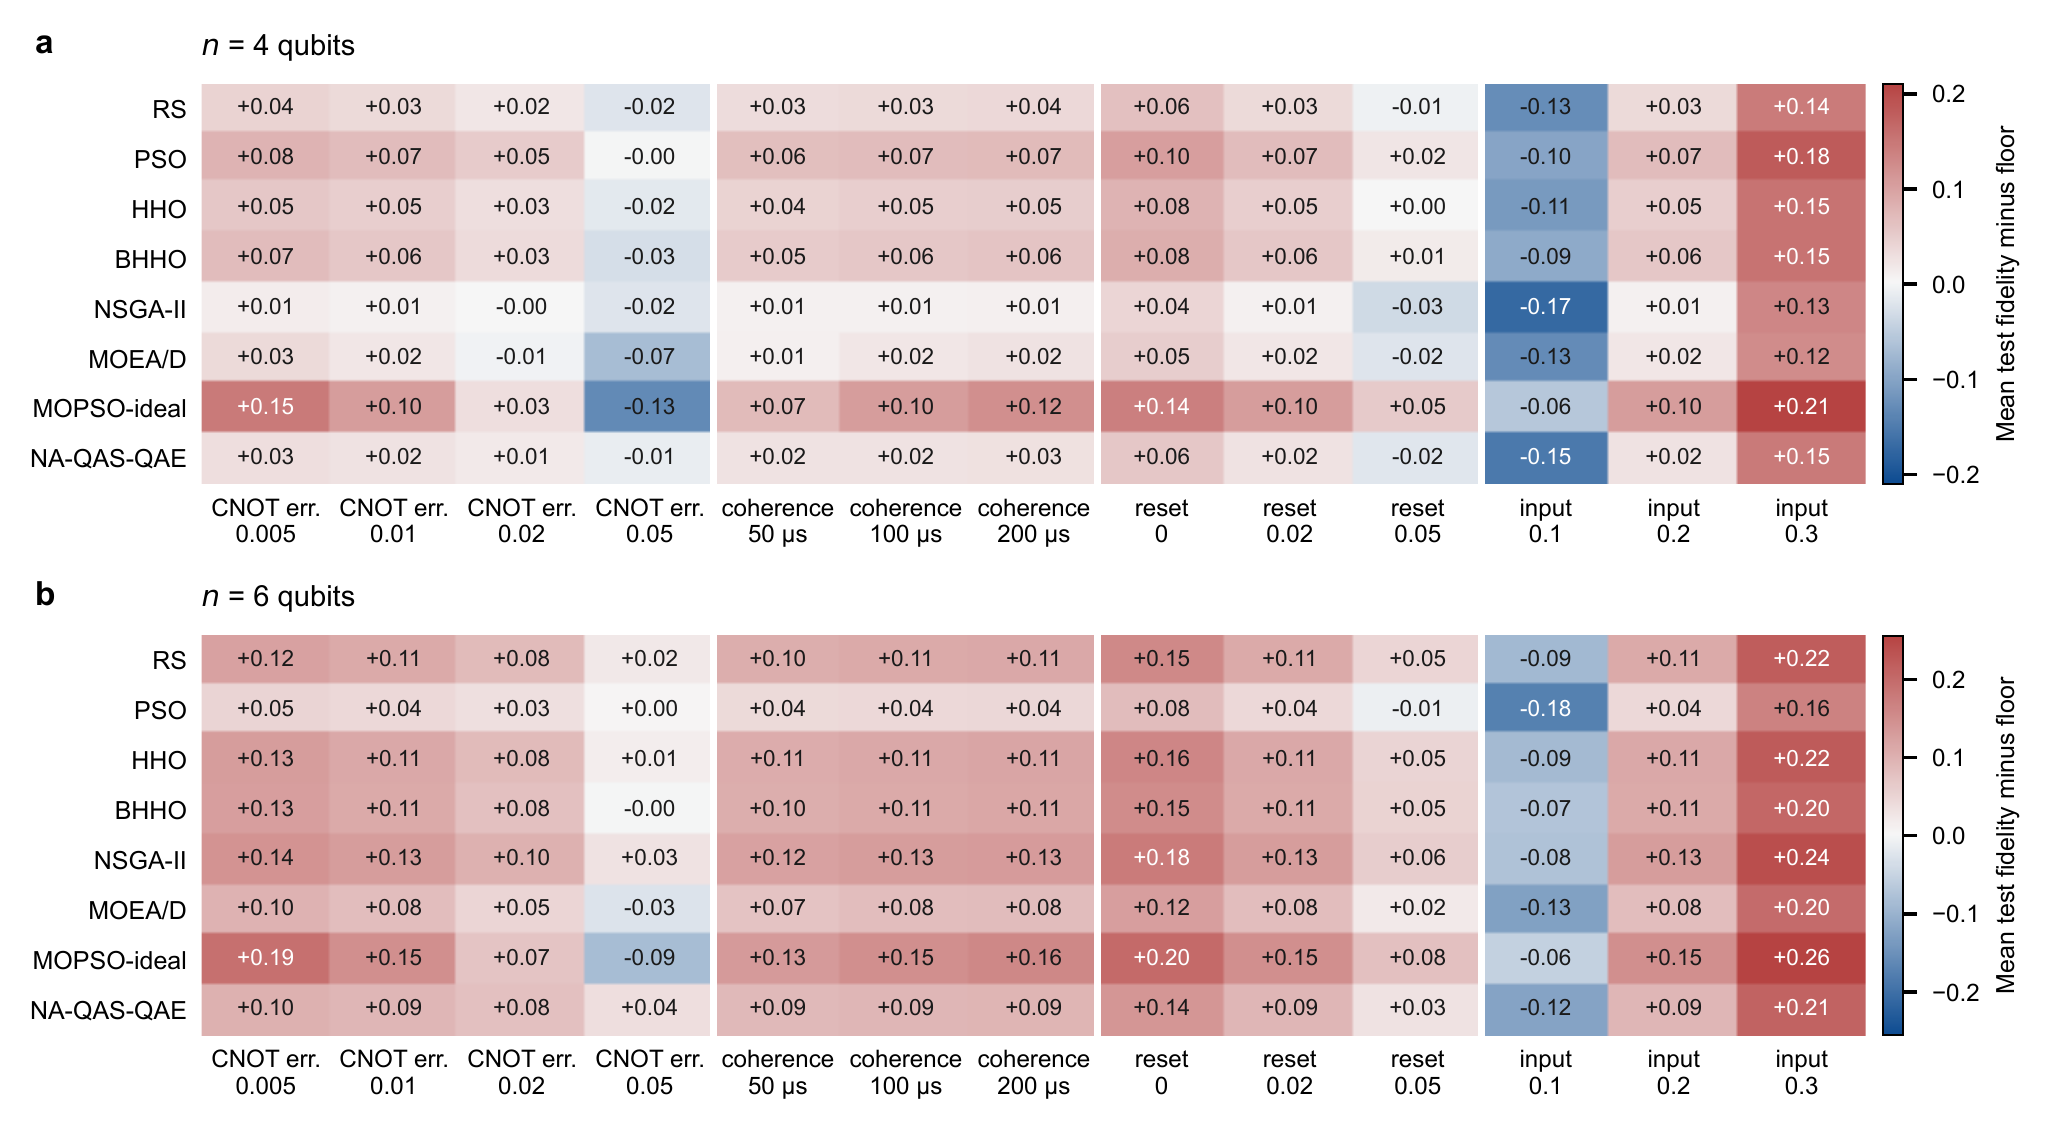 a
n = 4 qubits
RS +0.04 +0.03 +0.02 -0.02 +0.03 +0.03 +0.04 +0.06 +0.03 -0.01 -0.13 +0.03 +0.14
PSO +0.08 +0.07 +0.05 -0.00 +0.06 +0.07 +0.07 +0.10 +0.07 +0.02 -0.10 +0.07 +0.18
HHO +0.05 +0.05 +0.03 -0.02 +0.04 +0.05 +0.05 +0.08 +0.05 +0.00 -0.11 +0.05 +0.15
BHHO +0.07 +0.06 +0.03 -0.03 +0.05 +0.06 +0.06 +0.08 +0.06 +0.01 -0.09 +0.06 +0.15
NSGA-II +0.01 +0.01 -0.00 -0.02 +0.01 +0.01 +0.01 +0.04 +0.01 -0.03 -0.17 +0.01 +0.13
MOEA/D +0.03 +0.02 -0.01 -0.07 +0.01 +0.02 +0.02 +0.05 +0.02 -0.02 -0.13 +0.02 +0.12
MOPSO-ideal +0.15 +0.10 +0.03 -0.13 +0.07 +0.10 +0.12 +0.14 +0.10 +0.05 -0.06 +0.10 +0.21
NA-QAS-QAE +0.03 +0.02 +0.01 -0.01 +0.02 +0.02 +0.03 +0.06 +0.02 -0.02 -0.15 +0.02 +0.15
CNOT err. CNOT err. CNOT err. CNOT err. coherence coherence coherence reset reset reset input input input
0.005 0.01 0.02 0.05 50 µs 100 µs 200 µs 0 0.02 0.05 0.1 0.2 0.3
0.2
0.1
0.0
−0.1
−0.2
Mean test fidelity minus floor
b
n = 6 qubits
RS +0.12 +0.11 +0.08 +0.02 +0.10 +0.11 +0.11 +0.15 +0.11 +0.05 -0.09 +0.11 +0.22
PSO +0.05 +0.04 +0.03 +0.00 +0.04 +0.04 +0.04 +0.08 +0.04 -0.01 -0.18 +0.04 +0.16
HHO +0.13 +0.11 +0.08 +0.01 +0.11 +0.11 +0.11 +0.16 +0.11 +0.05 -0.09 +0.11 +0.22
BHHO +0.13 +0.11 +0.08 -0.00 +0.10 +0.11 +0.11 +0.15 +0.11 +0.05 -0.07 +0.11 +0.20
NSGA-II +0.14 +0.13 +0.10 +0.03 +0.12 +0.13 +0.13 +0.18 +0.13 +0.06 -0.08 +0.13 +0.24
MOEA/D +0.10 +0.08 +0.05 -0.03 +0.07 +0.08 +0.08 +0.12 +0.08 +0.02 -0.13 +0.08 +0.20
MOPSO-ideal +0.19 +0.15 +0.07 -0.09 +0.13 +0.15 +0.16 +0.20 +0.15 +0.08 -0.06 +0.15 +0.26
NA-QAS-QAE +0.10 +0.09 +0.08 +0.04 +0.09 +0.09 +0.09 +0.14 +0.09 +0.03 -0.12 +0.09 +0.21
CNOT err. CNOT err. CNOT err. CNOT err. coherence coherence coherence reset reset reset input input input
0.005 0.01 0.02 0.05 50 µs 100 µs 200 µs 0 0.02 0.05 0.1 0.2 0.3
0.2
0.1
0.0
−0.1
−0.2
Mean test fidelity minus floor